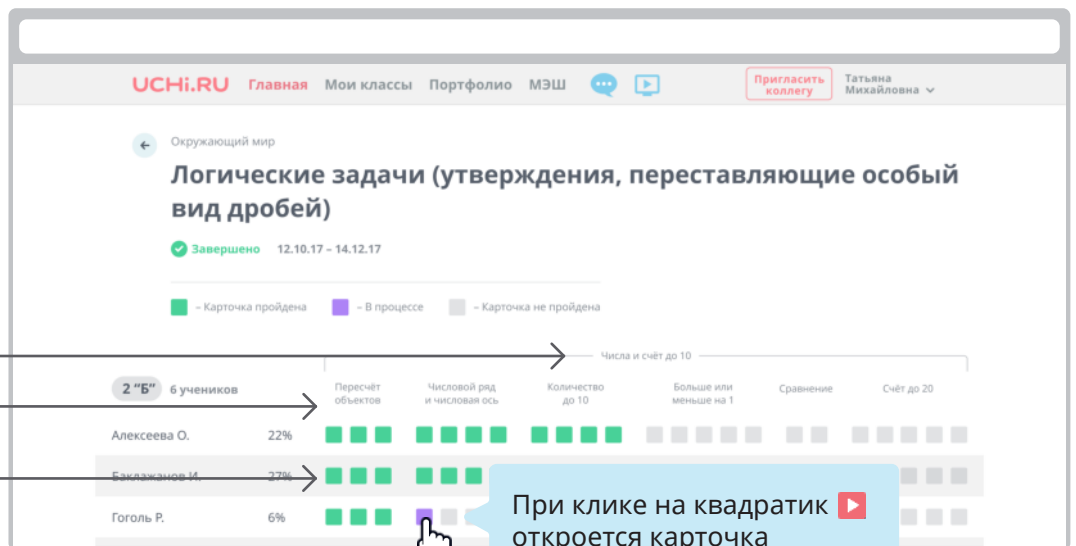 UCHi.RU Главная Мои классы Портфолио МЭШ Пригласить коллегу Татьяна Михайловна
Окружающий мир
Логические задачи (утверждения, переставляющие особый
вид дробей)
Завершено 12.10.17 – 14.12.17
– Карточка пройдена – В процессе – Карточка не пройдена
Числа и счёт до 10
2 “Б” 6 учеников
Пересчёт объектов
Числовой ряд и числовая ось
Количество до 10
Больше или меньше на 1
Сравнение
Счёт до 20
Алексеева О. 22%
Баклажанов И. 27%
Гоголь Р. 6%
При клике на квадратик
откроется карточка